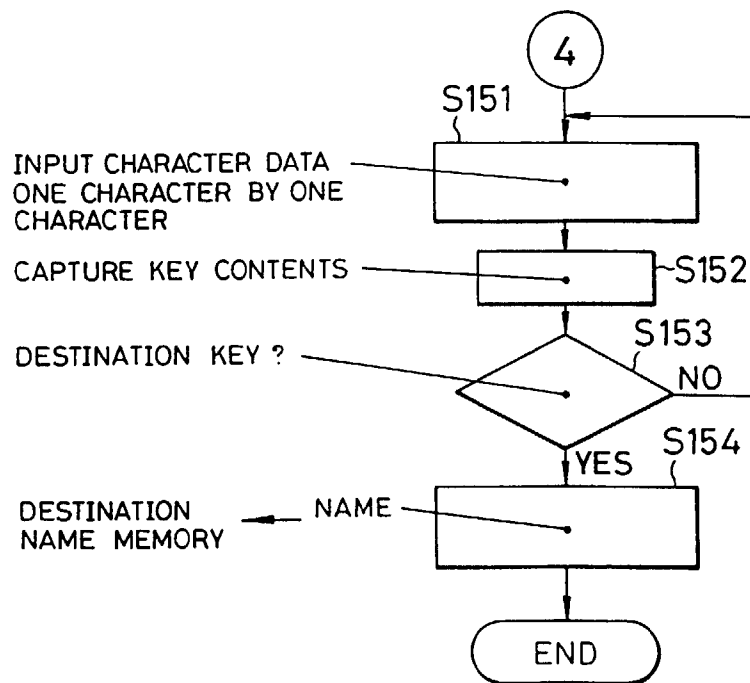 4
S151
INPUT CHARACTER DATA
ONE CHARACTER BY ONE
CHARACTER
CAPTURE KEY CONTENTS
S152
S153
DESTINATION KEY ?
NO
YES
S154
DESTINATION
NAME MEMORY
NAME
END